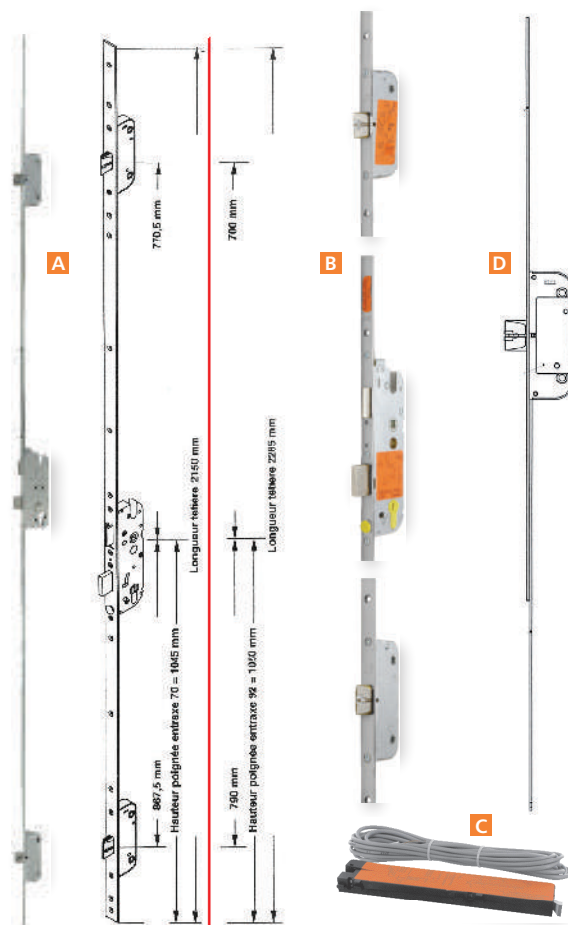 A
B
D
770,5 mm
700 mm
Longueur têtière 2150 mm
Longueur têtière 2285 mm
Hauteur poignée entraxe 70 = 1045 mm
Hauteur poignée entraxe 92 = 1050 mm
867,5 mm
790 mm
C